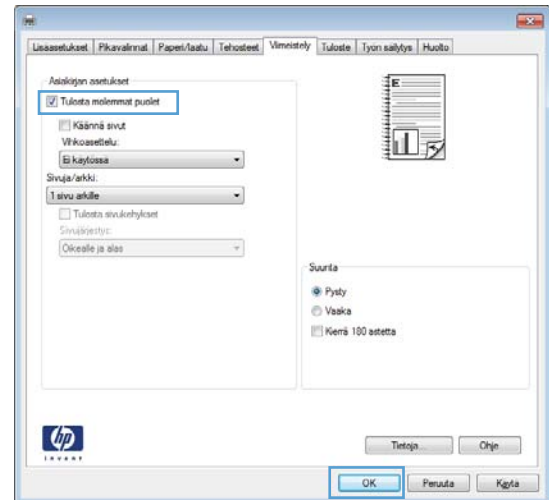 Lisäasetukset Pikavalinnat Paperi/laatu Tehosteet Viimeistely Tuloste Työn säilytys Huolto
Asiakirjan asetukset
Tulosta molemmat puolet
Käännä sivut
Vihkoasettelu:
Ei käytössä
Sivuja/arkki:
1 sivu arkille
Tulosta sivukehykset
Sivujärjestys:
Oikealle ja alas
E
Suunta
Pysty
Vaaka
Kierrä 180 astetta
hp
invent
Tietoja... Ohje
OK Peruuta Käytä